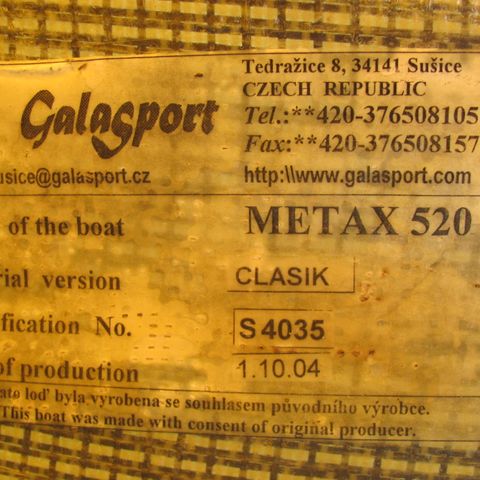 Tedražice 8, 34141 Sušice
CZECH REPUBLIC
Galasport
Tel.:**420-376508105
Fax:**420-376508157
usice@galasport.cz
http:\\www.galasport.com
of the boat METAX 520
rial version CLASIK
fication No. S4035
of production 1.10.04
ato loď byla vyrobena se souhlasem původního výrobce.
This boat was made with consent of original producer.